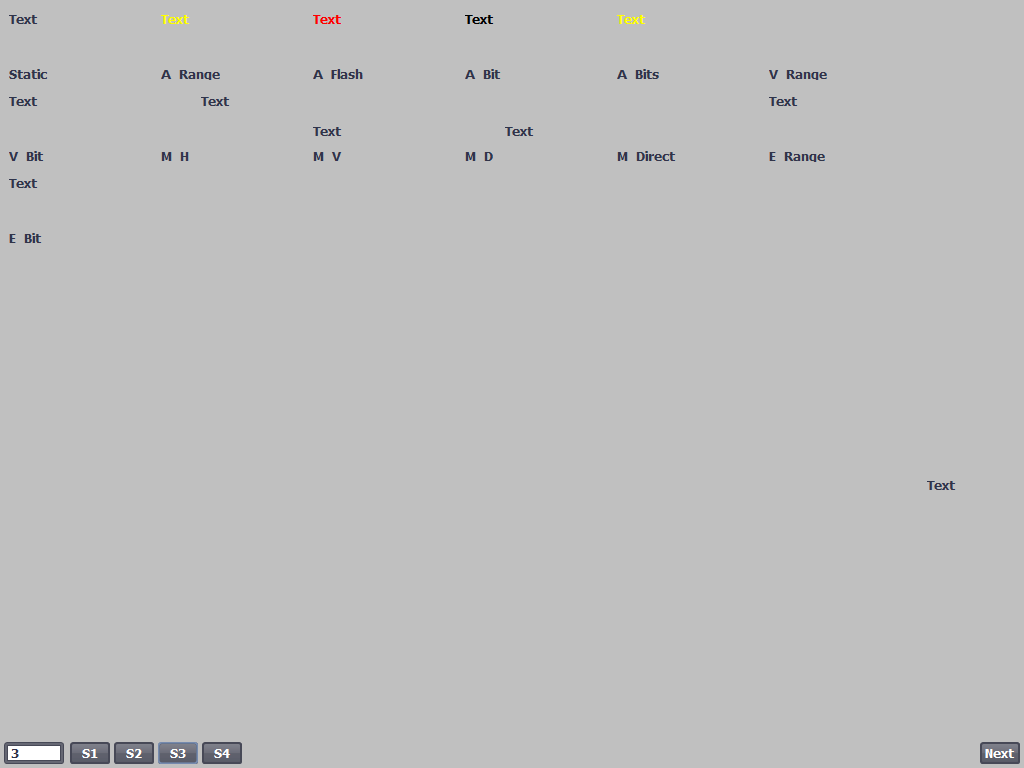 Text Text Text Text Text
Static A Range A Flash A Bit A Bits V Range
Text Text Text
Text Text
V Bit M H M V M D M Direct E Range
Text
E Bit
Text
3 S1 S2 S3 S4 Next